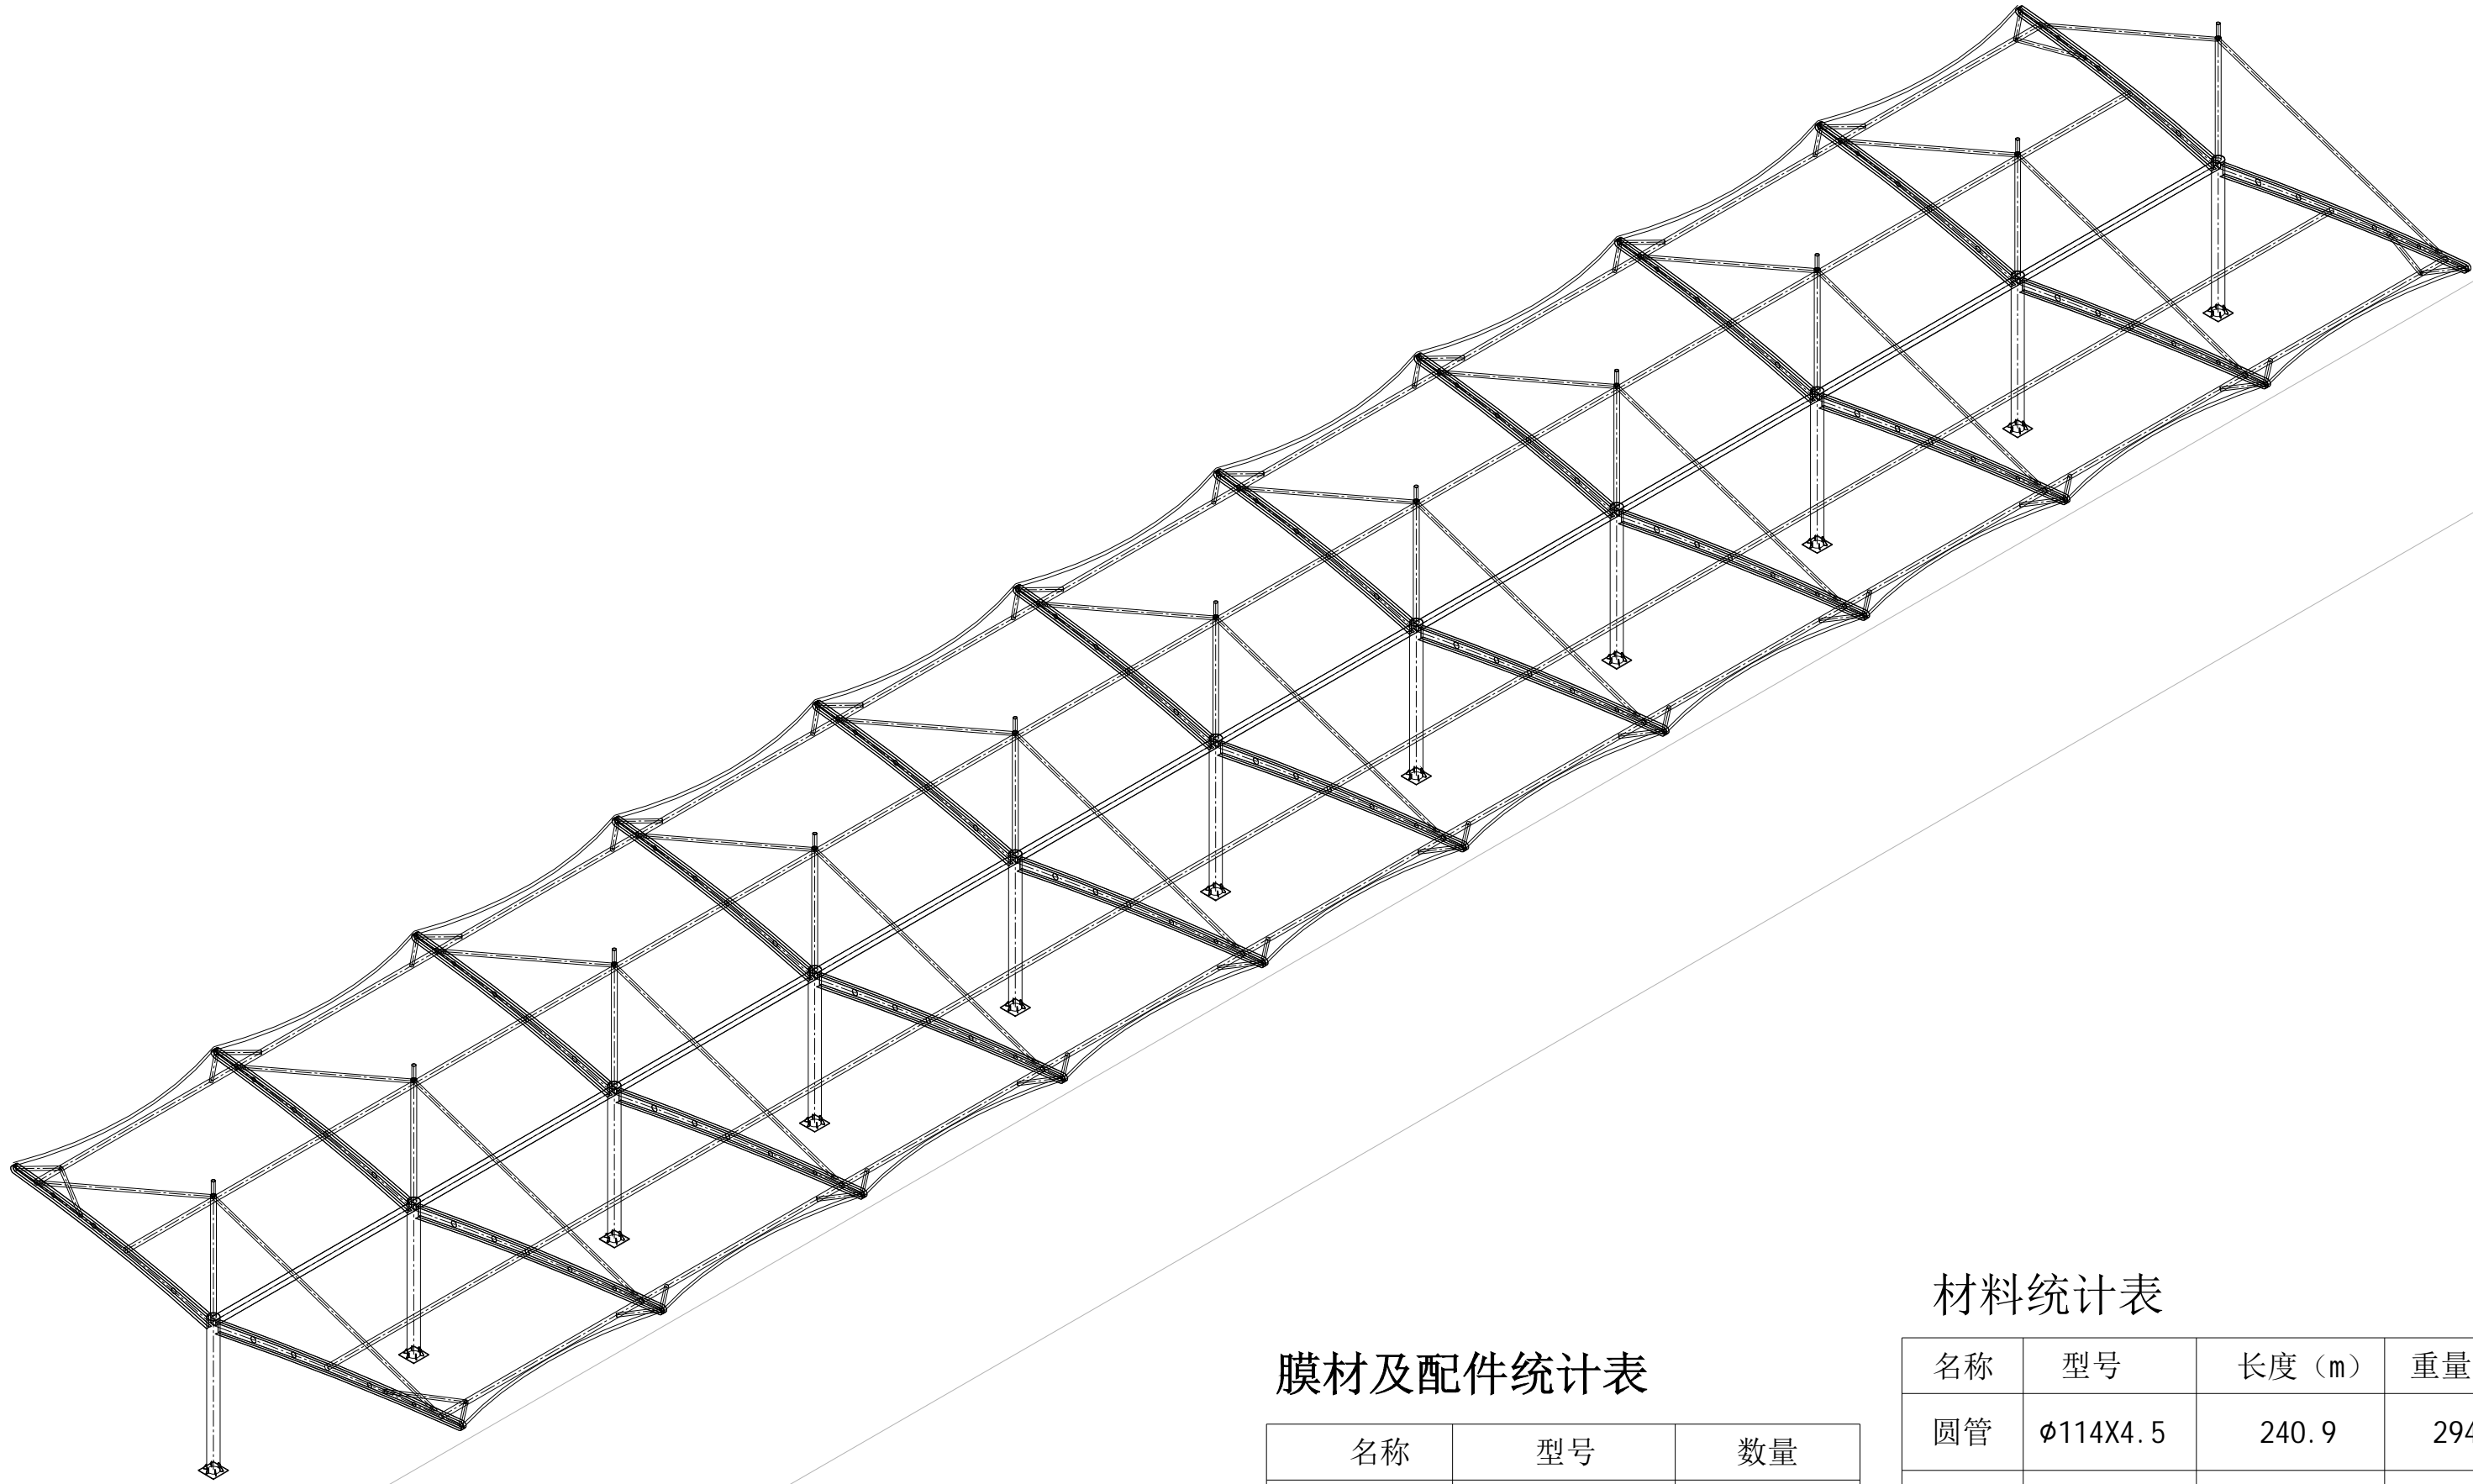 材料统计表
名称 型号 长度（m） 重量
圆管 φ114X4.5 240.9 294
膜材及配件统计表
名称 型号 数量